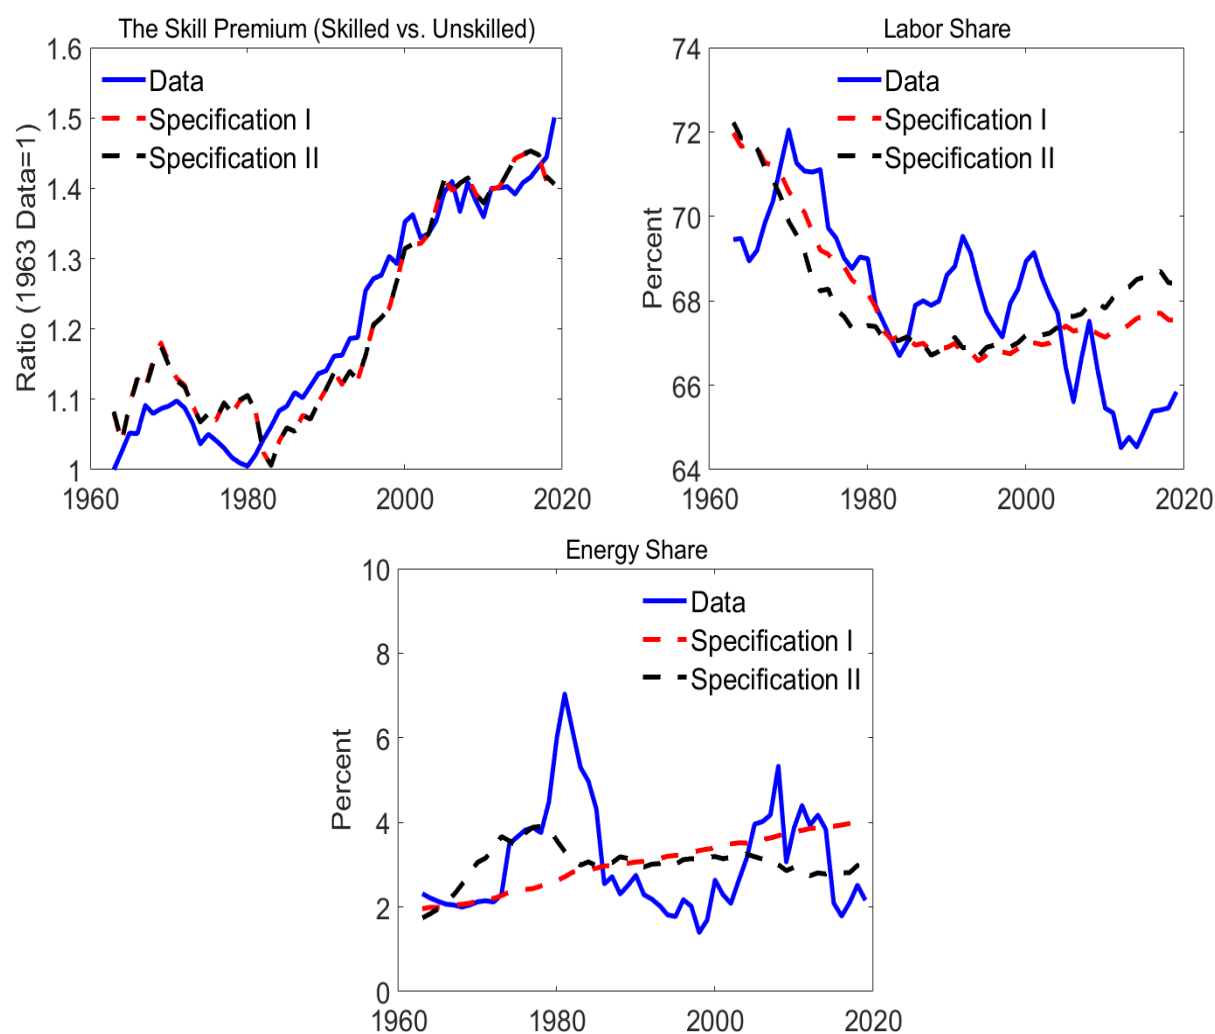 The Skill Premium (Skilled vs. Unskilled)
Ratio (1963 Data=1)
1.6
1.5
1.4
1.3
1.2
1.1
1
Data
Specification I
Specification II
1960 1980 2000 2020
Labor Share
Percent
74
72
70
68
66
64
Data
Specification I
Specification II
1960 1980 2000 2020
Energy Share
Percent
10
8
6
4
2
0
Data
Specification I
Specification II
1960 1980 2000 2020